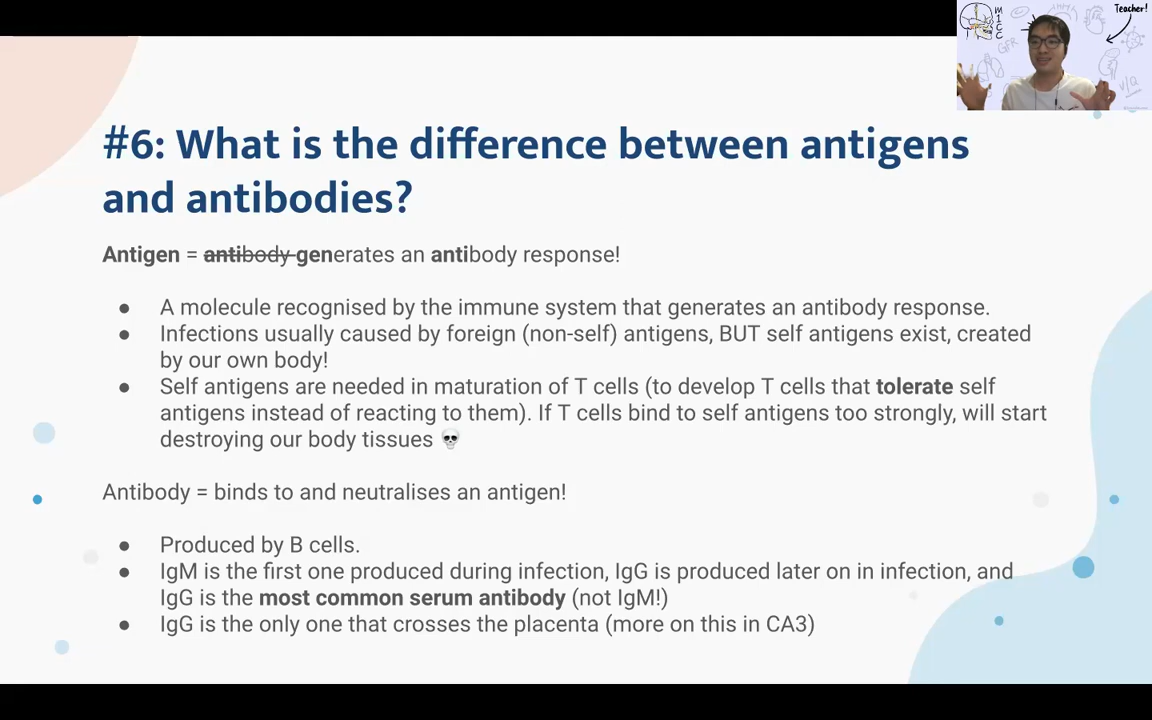 Teacher!
M
I
C
C
GFR
V/Q
#6: What is the difference between antigens
and antibodies?
Antigen = antibody generates an antibody response!
● A molecule recognised by the immune system that generates an antibody response.
● Infections usually caused by foreign (non-self) antigens, BUT self antigens exist, created
by our own body!
● Self antigens are needed in maturation of T cells (to develop T cells that tolerate self
antigens instead of reacting to them). If T cells bind to self antigens too strongly, will start
destroying our body tissues 💀
Antibody = binds to and neutralises an antigen!
● Produced by B cells.
● IgM is the first one produced during infection, IgG is produced later on in infection, and
IgG is the most common serum antibody (not IgM!)
● IgG is the only one that crosses the placenta (more on this in CA3)